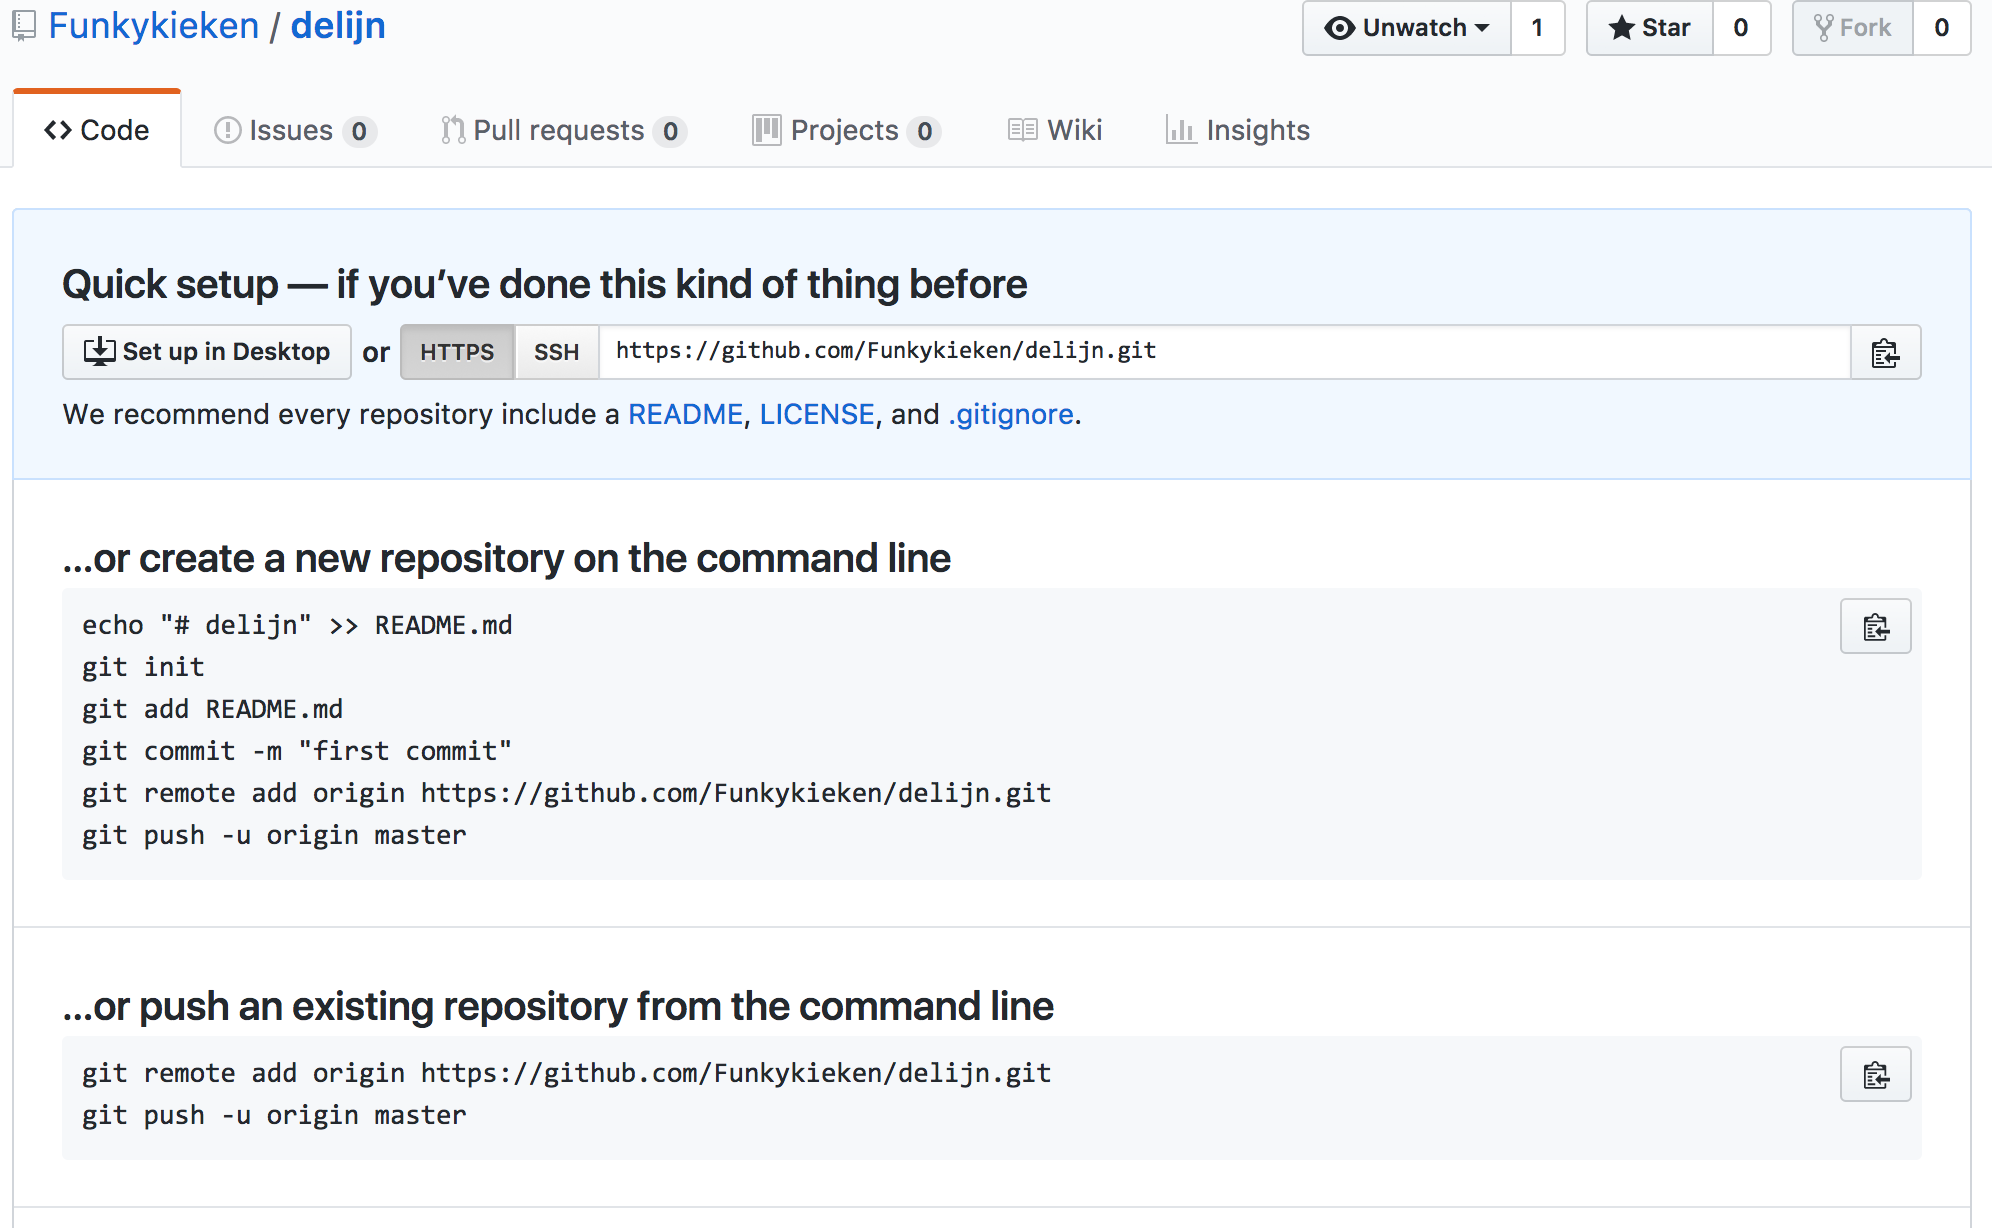 Funkykieken / delijn
Unwatch 1 Star 0 Fork 0
Code Issues 0 Pull requests 0 Projects 0 Wiki Insights
Quick setup — if you’ve done this kind of thing before
Set up in Desktop or HTTPS SSH https://github.com/Funkykieken/delijn.git
We recommend every repository include a README, LICENSE, and .gitignore.
…or create a new repository on the command line
echo "# delijn" >> README.md
git init
git add README.md
git commit -m "first commit"
git remote add origin https://github.com/Funkykieken/delijn.git
git push -u origin master
…or push an existing repository from the command line
git remote add origin https://github.com/Funkykieken/delijn.git
git push -u origin master